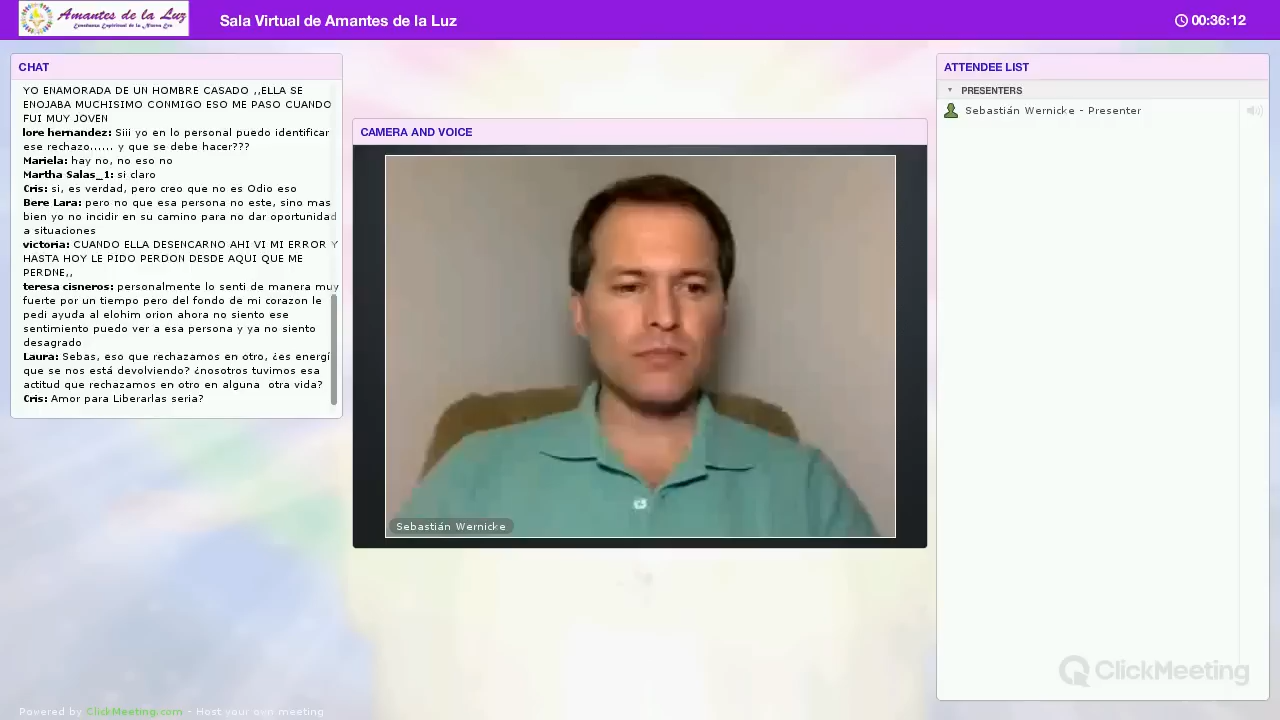 Amantes de la Luz
Enseñanza Espiritual de la Nueva Era
Sala Virtual de Amantes de la Luz
00:36:12
CHAT
YO ENAMORADA DE UN HOMBRE CASADO ,,ELLA SE
ENOJABA MUCHISIMO CONMIGO ESO ME PASO CUANDO
FUI MUY JOVEN
lore hernandez: Siii yo en lo personal puedo identificar
ese rechazo...... y que se debe hacer???
Mariela: hay no, no eso no
Martha Salas_1: si claro
Cris: si, es verdad, pero creo que no es Odio eso
Bere Lara: pero no que esa persona no este, sino mas
bien yo no incidir en su camino para no dar oportunidad
a situaciones
victoria: CUANDO ELLA DESENCARNO AHI VI MI ERROR Y
HASTA HOY LE PIDO PERDON DESDE AQUI QUE ME
PERDNE,,
teresa cisneros: personalmente lo senti de manera muy
fuerte por un tiempo pero del fondo de mi corazon le
pedi ayuda al elohim orion ahora no siento ese
sentimiento puedo ver a esa persona y ya no siento
desagrado
Laura: Sebas, eso que rechazamos en otro, ¿es energí
que se nos está devolviendo? ¿nosotros tuvimos esa
actitud que rechazamos en otro en alguna otra vida?
Cris: Amor para Liberarlas seria?
CAMERA AND VOICE
Sebastián Wernicke
ATTENDEE LIST
PRESENTERS
Sebastián Wernicke - Presenter
ClickMeeting
Powered by ClickMeeting.com - Host your own meeting